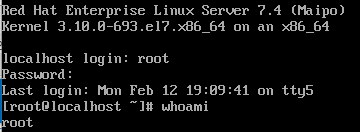 Red Hat Enterprise Linux Server 7.4 (Maipo)
Kernel 3.10.0-693.el7.x86_64 on an x86_64
localhost login: root
Password:
Last login: Mon Feb 12 19:09:41 on tty5
[root@localhost ~]# whoami
root